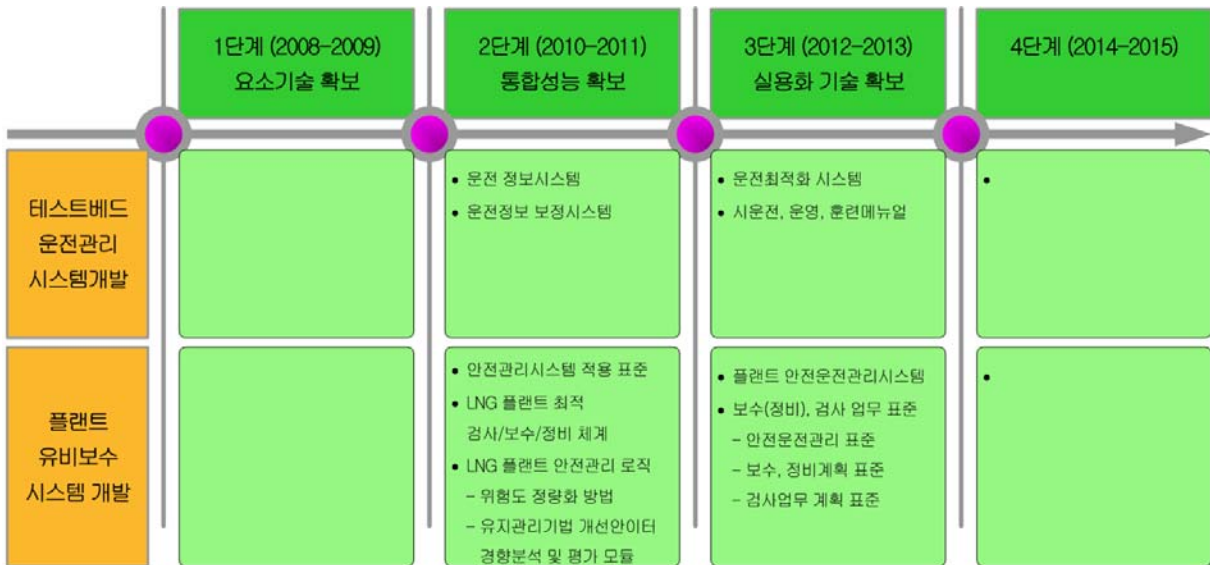 1단계 (2008-2009)
요소기술 확보
2단계 (2010-2011)
통합성능 확보
3단계 (2012-2013)
실용화 기술 확보
4단계 (2014-2015)
테스트베드
운전관리
시스템개발
• 운전 정보시스템
• 운전정보 보정시스템
• 운전최적화 시스템
• 시운전, 운영, 훈련메뉴얼
•
플랜트
유비보수
시스템 개발
• 안전관리시스템 적용 표준
• LNG 플랜트 최적
검사/보수/정비 체계
• LNG 플랜트 안전관리 로직
– 위험도 정량화 방법
– 유지관리기법 개선안이터
경향분석 및 평가 모듈
• 플랜트 안전운전관리시스템
• 보수(정비), 검사 업무 표준
– 안전운전관리 표준
– 보수, 정비계획 표준
– 검사업무 계획 표준
•